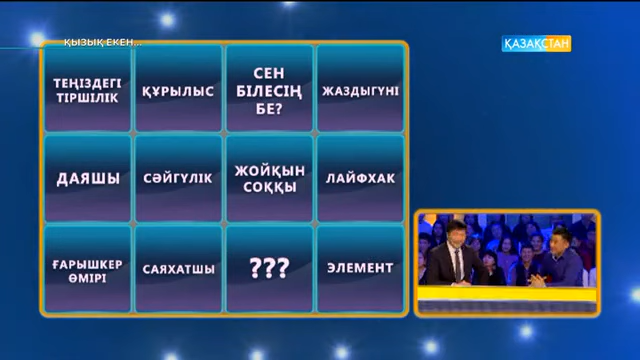 ҚЫЗЫҚ ЕКЕН...
ҚАЗАҚСТАН
ТЕҢІЗДЕГІ
ТІРШІЛІК
ҚҰРЫЛЫС
СЕН
БІЛЕСІҢ
БЕ?
ЖАЗДЫГҮНІ
ДАЯШЫ
СӘЙГҮЛІК
ЖОЙҚЫН
СОҚҚЫ
ЛАЙФХАК
ҒАРЫШКЕР
ӨМІРІ
САЯХАТШЫ
???
ЭЛЕМЕНТ